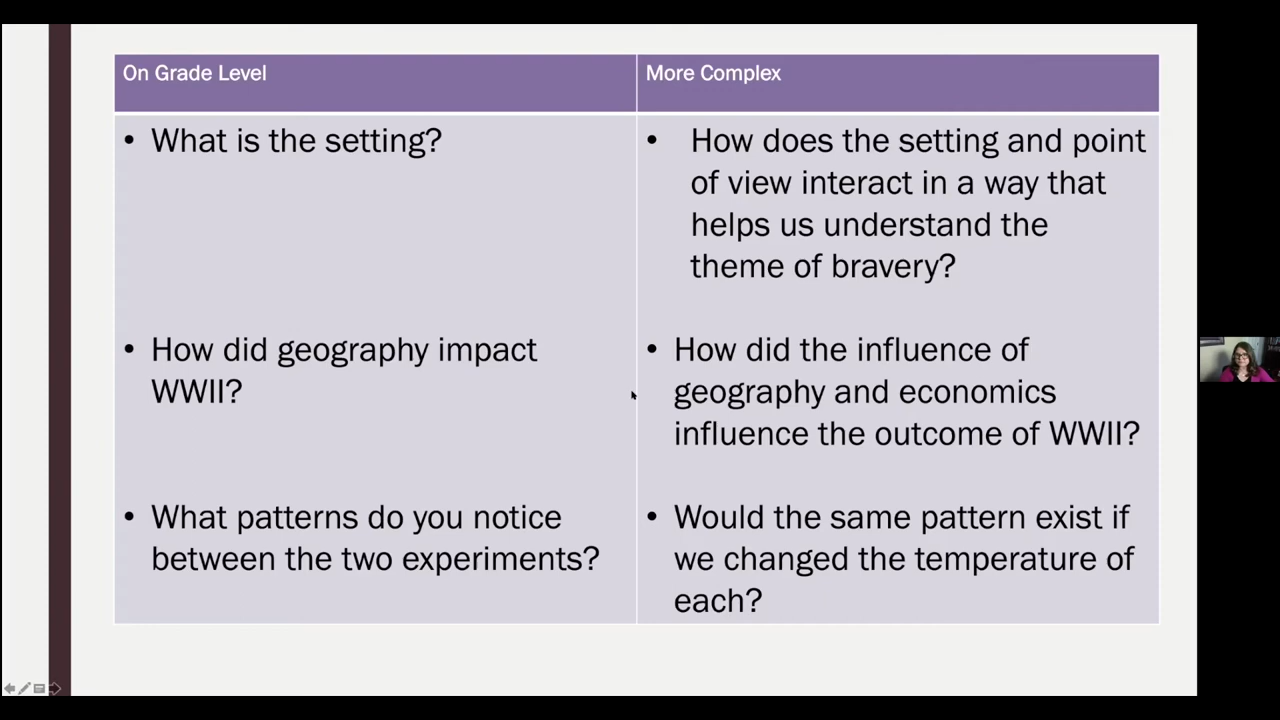 On Grade Level
More Complex
• What is the setting?
• How does the setting and point
of view interact in a way that
helps us understand the
theme of bravery?
• How did geography impact
WWII?
• How did the influence of
geography and economics
influence the outcome of WWII?
• What patterns do you notice
between the two experiments?
• Would the same pattern exist if
we changed the temperature of
each?